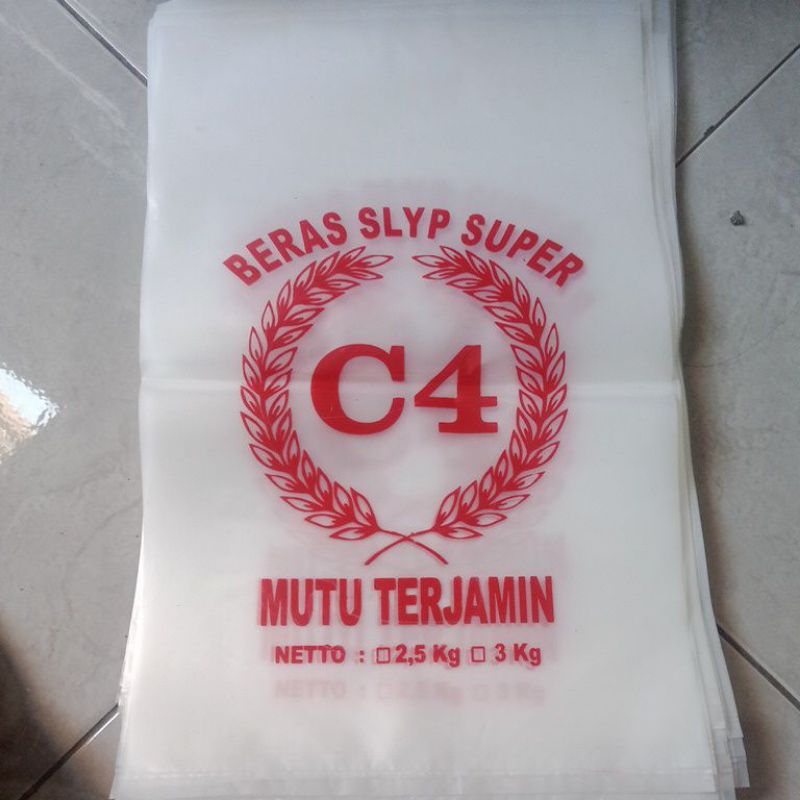 BERAS SLYP SUPER
C4
MUTU TERJAMIN
NETTO : □ 2,5 Kg □ 3 Kg